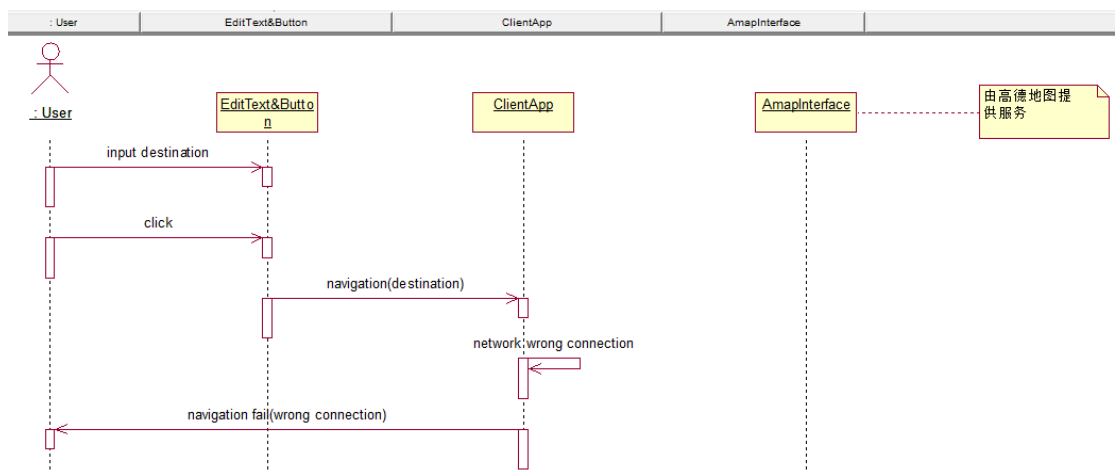 : User
EditText&Button
ClientApp
AmapInterface
: User
EditText&Butto
n
ClientApp
AmapInterface
由高德地图提
供服务
input destination
click
navigation(destination)
network wrong connection
navigation fail(wrong connection)